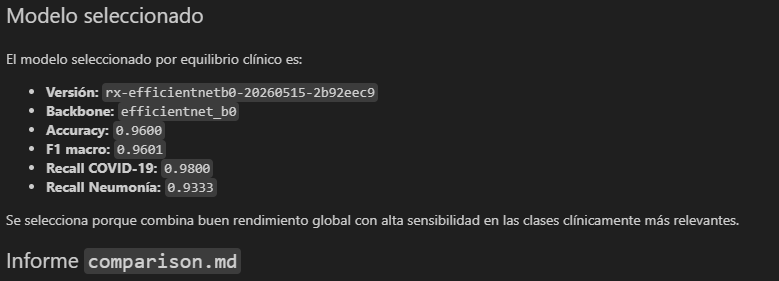 Modelo seleccionado
El modelo seleccionado por equilibrio clínico es:
• Versión: rx-efficientnetb0-20260515-2b92eec9
• Backbone: efficientnet_b0
• Accuracy: 0.9600
• F1 macro: 0.9601
• Recall COVID-19: 0.9800
• Recall Neumonía: 0.9333
Se selecciona porque combina buen rendimiento global con alta sensibilidad en las clases clínicamente más relevantes.
Informe comparison.md